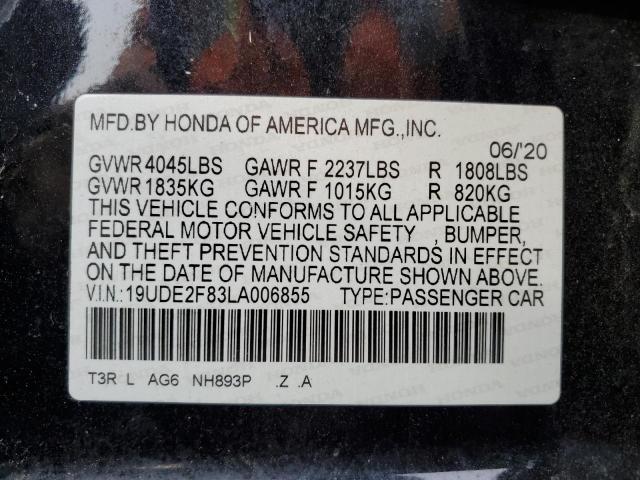 MFD.BY HONDA OF AMERICA MFG.,INC.
06/'20
GVWR 4045LBS GAWR F 2237LBS R 1808LBS
GVWR 1835KG GAWR F 1015KG R 820KG
THIS VEHICLE CONFORMS TO ALL APPLICABLE
FEDERAL MOTOR VEHICLE SAFETY , BUMPER,
AND THEFT PREVENTION STANDARDS IN EFFECT
ON THE DATE OF MANUFACTURE SHOWN ABOVE.
V.I.N.:19UDE2F83LA006855 TYPE:PASSENGER CAR
T3R L AG6 NH893P .Z .A